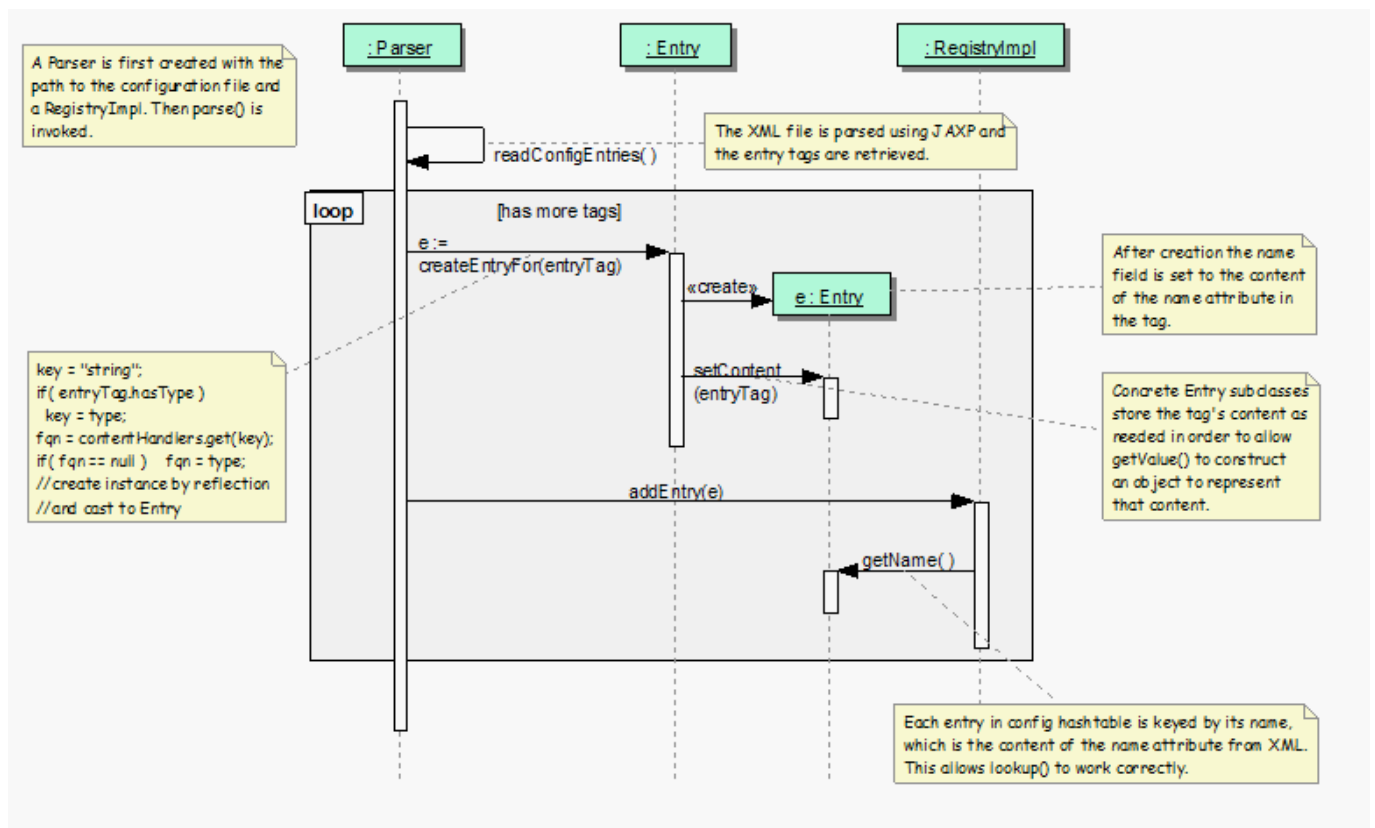 : Parser
: Entry
: RegistryImpl
A Parser is first created with the
path to the configuration file and
a RegistryImpl. Then parse() is
invoked.
The XML file is parsed using JAXP and
the entry tags are retrieved.
readConfigEntries( )
loop
[has more tags]
e :=
createEntryFor(entryTag)
«create»
e : Entry
After creation the name
field is set to the content
of the name attribute in
the tag.
key = "string";
if( entryTag.hasType )
key = type;
fqn = contentHandlers.get(key);
if( fqn == null ) fqn = type;
//create instance by reflection
//and cast to Entry
setContent
(entryTag)
Concrete Entry subclasses
store the tag's content as
needed in order to allow
getValue() to construct
an object to represent
that content.
addEntry(e)
getName( )
Each entry in config hashtable is keyed by its name,
which is the content of the name attribute from XML.
This allows lookup() to work correctly.